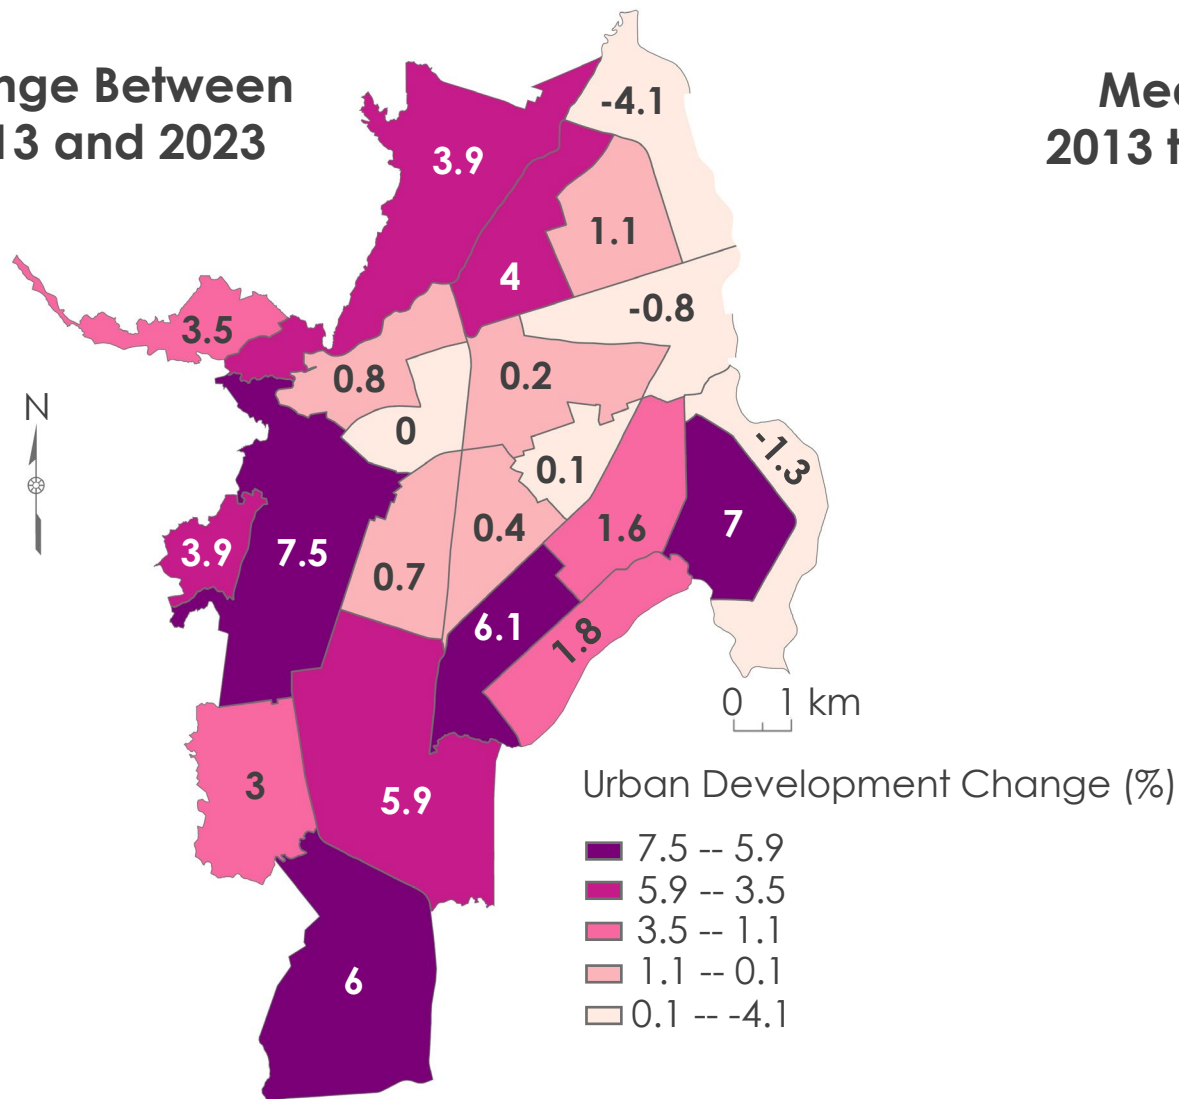 nge Between
13 and 2023
Med
2013 t
-4.1
3.9
1.1
4
-0.8
3.5
0.8
0.2
N
0
0.1
-1.3
0.4
1.6
7
3.9
7.5
0.7
6.1
1.8
0 1 km
3
5.9
Urban Development Change (%)
7.5 -- 5.9
5.9 -- 3.5
3.5 -- 1.1
1.1 -- 0.1
0.1 -- -4.1
6